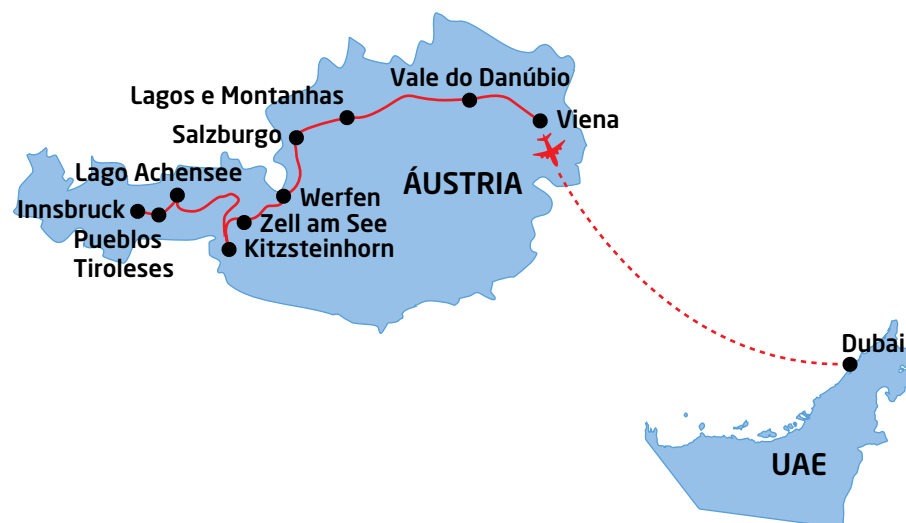 Vale do Danúbio
Lagos e Montanhas
Viena
Salzburgo
Lago Achensee
ÁUSTRIA
Werfen
Innsbruck
Zell am See
Pueblos
Tiroleses
Kitzsteinhorn
Dubai
UAE